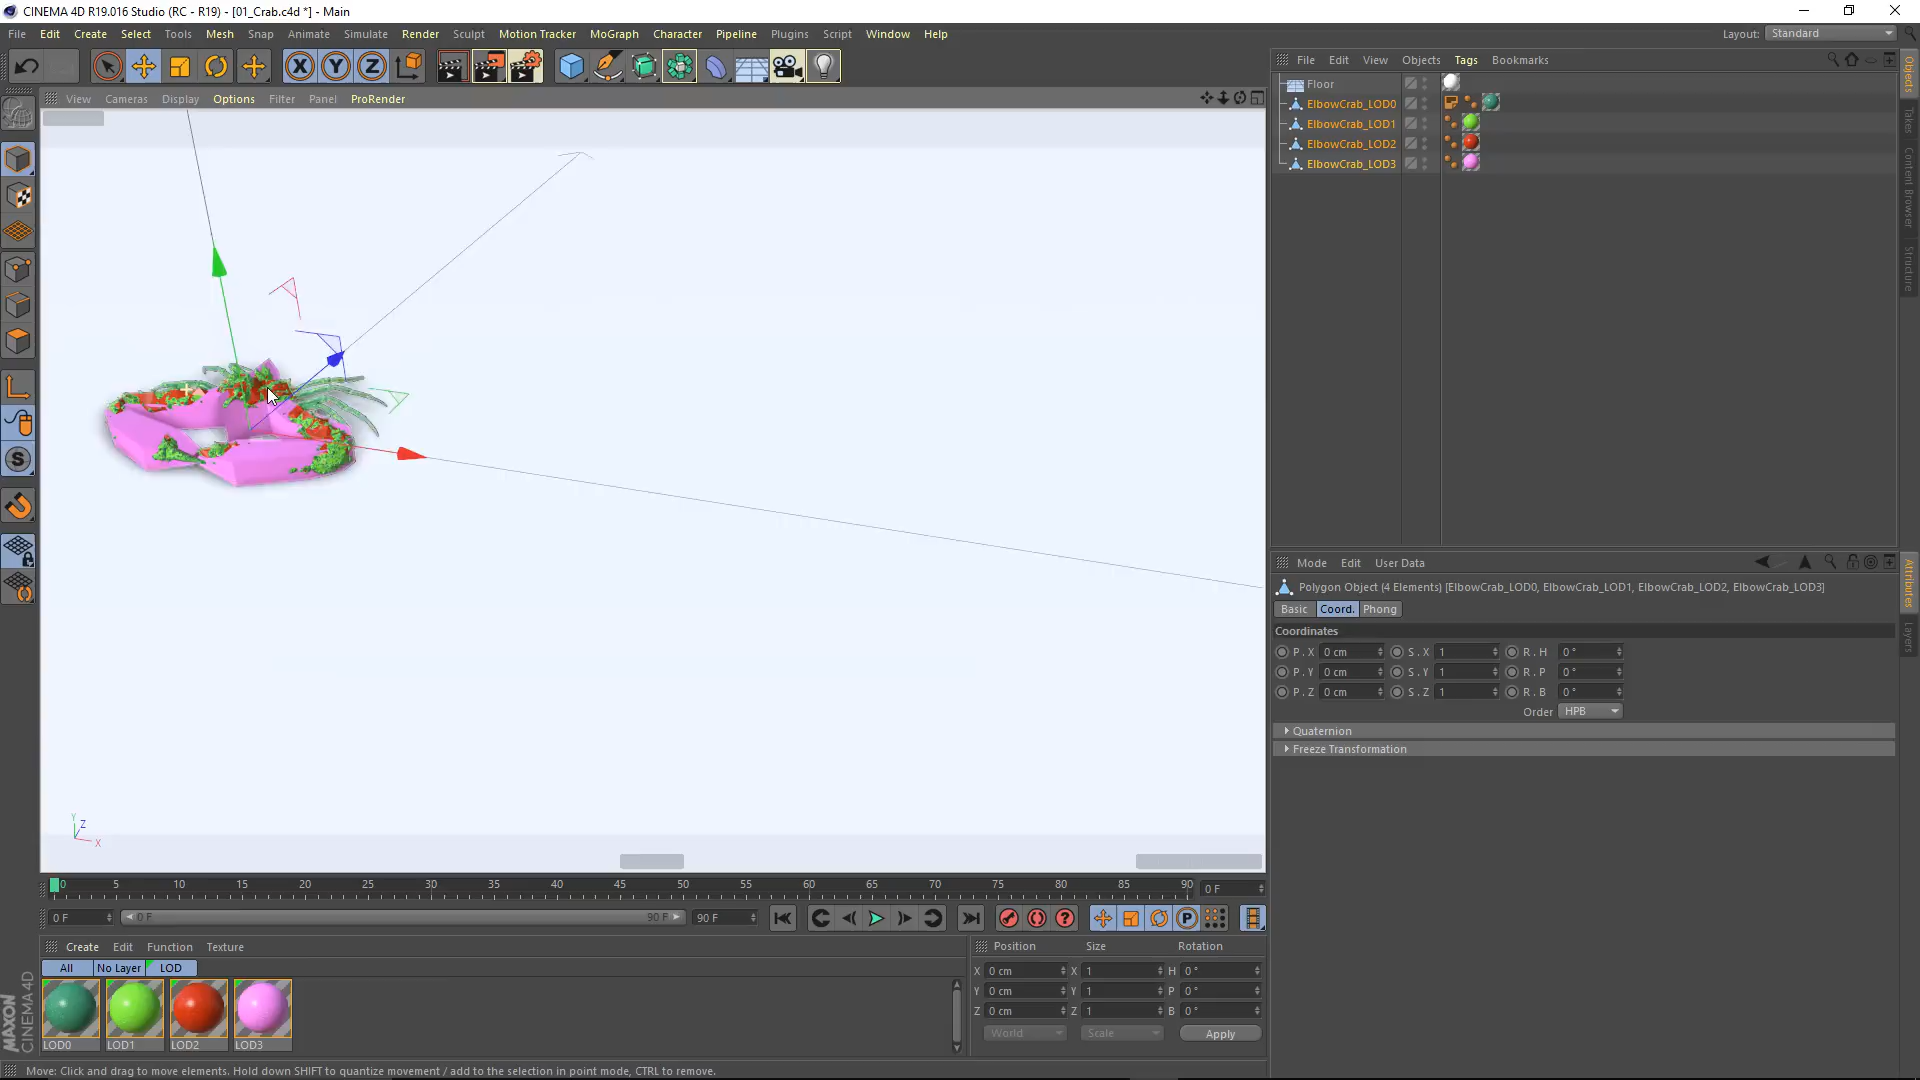 CINEMA 4D R19.016 Studio (RC - R19) - [01_Crab.c4d *] - Main
File Edit Create Select Tools Mesh Snap Animate Simulate Render Sculpt Motion Tracker MoGraph Character Pipeline Plugins Script Window Help
Layout: Standard
X Y Z
File Edit View Objects Tags Bookmarks
View Cameras Display Options Filter Panel ProRender
Floor
ElbowCrab_LOD0
ElbowCrab_LOD1
ElbowCrab_LOD2
ElbowCrab_LOD3
Objects
Takes
Content Browser
Structure
S
Mode Edit User Data
Polygon Object (4 Elements) [ElbowCrab_LOD0, ElbowCrab_LOD1, ElbowCrab_LOD2, ElbowCrab_LOD3]
Basic Coord. Phong
Coordinates
P . X 0 cm S . X 1 R . H 0 °
P . Y 0 cm S . Y 1 R . P 0 °
P . Z 0 cm S . Z 1 R . B 0 °
Order HPB
Quaternion
Freeze Transformation
Attributes
Layers
Y Z X
0 5 10 15 20 25 30 35 40 45 50 55 60 65 70 75 80 85 90 0 F
0 F 0 F 90 F 90 F
P
Create Edit Function Texture
All No Layer LOD
LOD0 LOD1 LOD2 LOD3
Position Size Rotation
X 0 cm X 1 H 0 °
Y 0 cm Y 1 P 0 °
Z 0 cm Z 1 B 0 °
World Scale Apply
MAXON
CINEMA 4D
Move: Click and drag to move elements. Hold down SHIFT to quantize movement / add to the selection in point mode, CTRL to remove.